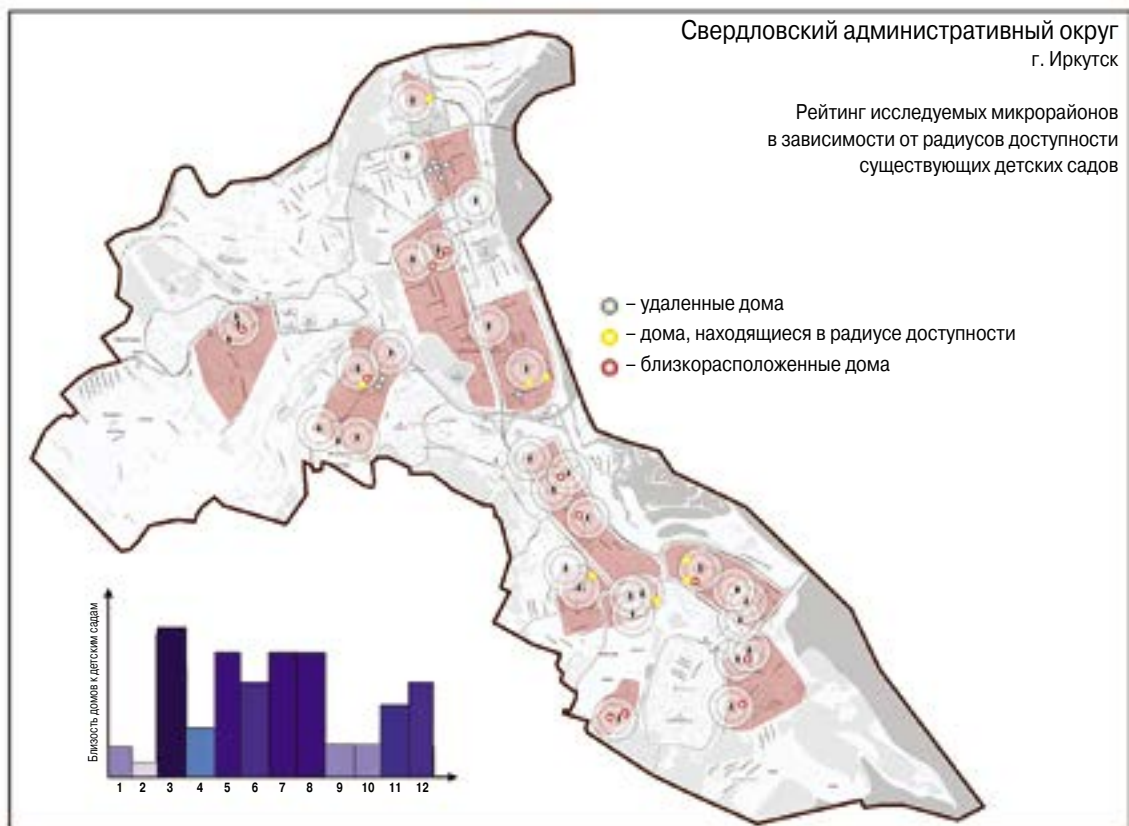 Свердловский административный округ
г. Иркутск
Рейтинг исследуемых микрорайонов
в зависимости от радиусов доступности
существующих детских садов
– удаленные дома
– дома, находящиеся в радиусе доступности
– близкорасположенные дома
Близость домов к детским садам
1 2 3 4 5 6 7 8 9 10 11 12